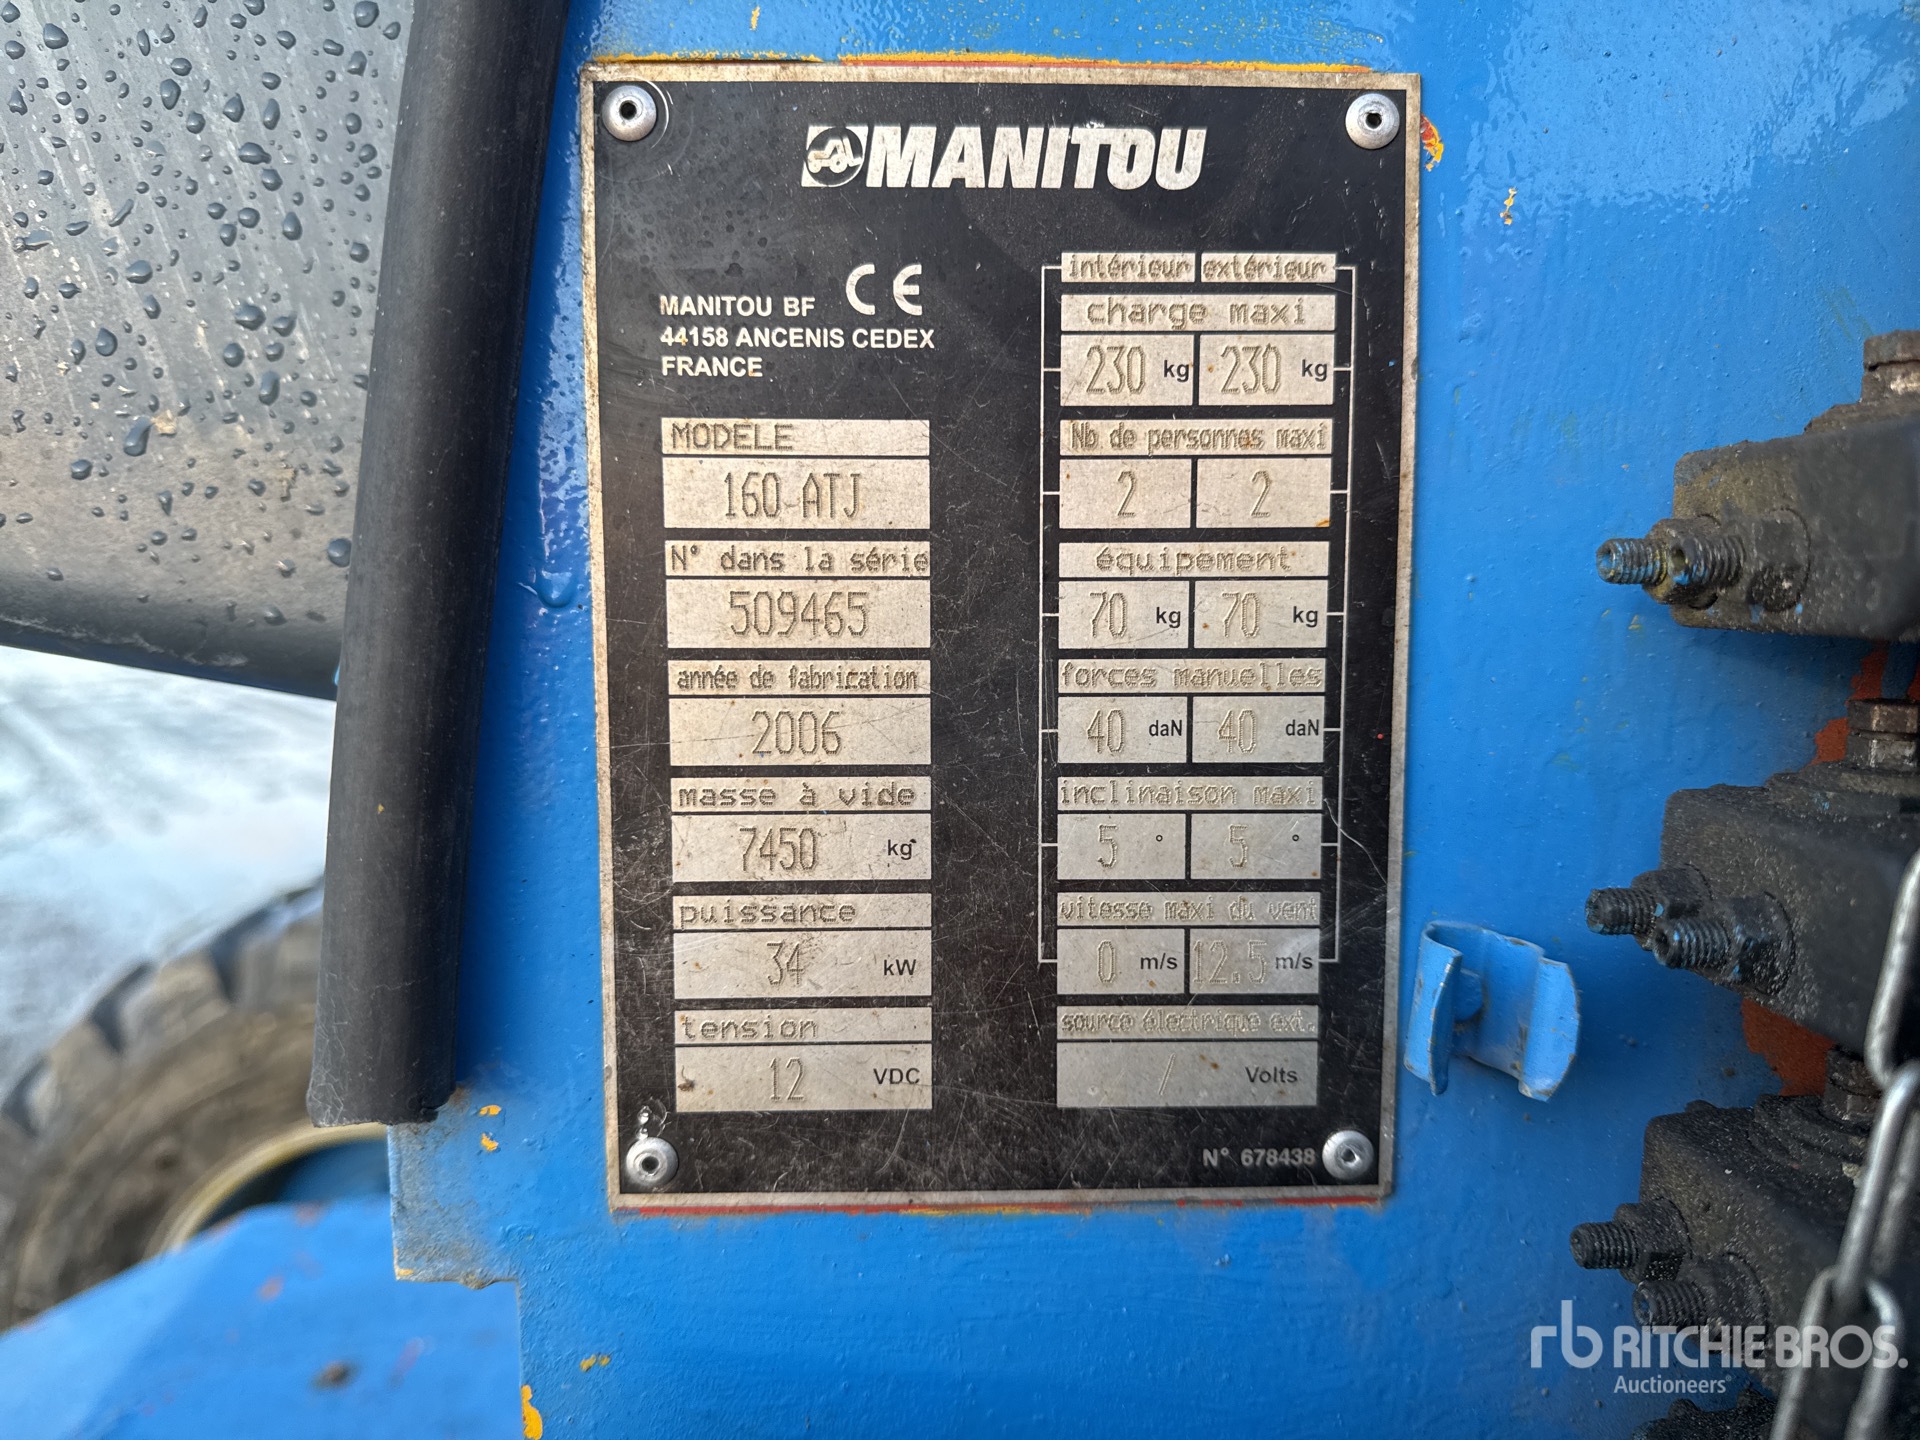 MANITOU
MANITOU BF CE
44158 ANCENIS CEDEX
FRANCE
MODELE
160 ATJ
N° dans la série
509465
année de fabrication
2006
masse à vide
7450 kg
puissance
34 kW
tension
12 VDC
intérieur extérieur
charge maxi
230 kg 230 kg
Nb de personnes maxi
2 2
équipement
70 kg 70 kg
forces manuelles
40 daN 40 daN
inclinaison maxi
5 ° 5 °
vitesse maxi du vent
0 m/s 12.5 m/s
source électrique ext.
/ Volts
N° 678438
rb RITCHIE BROS.
Auctioneers